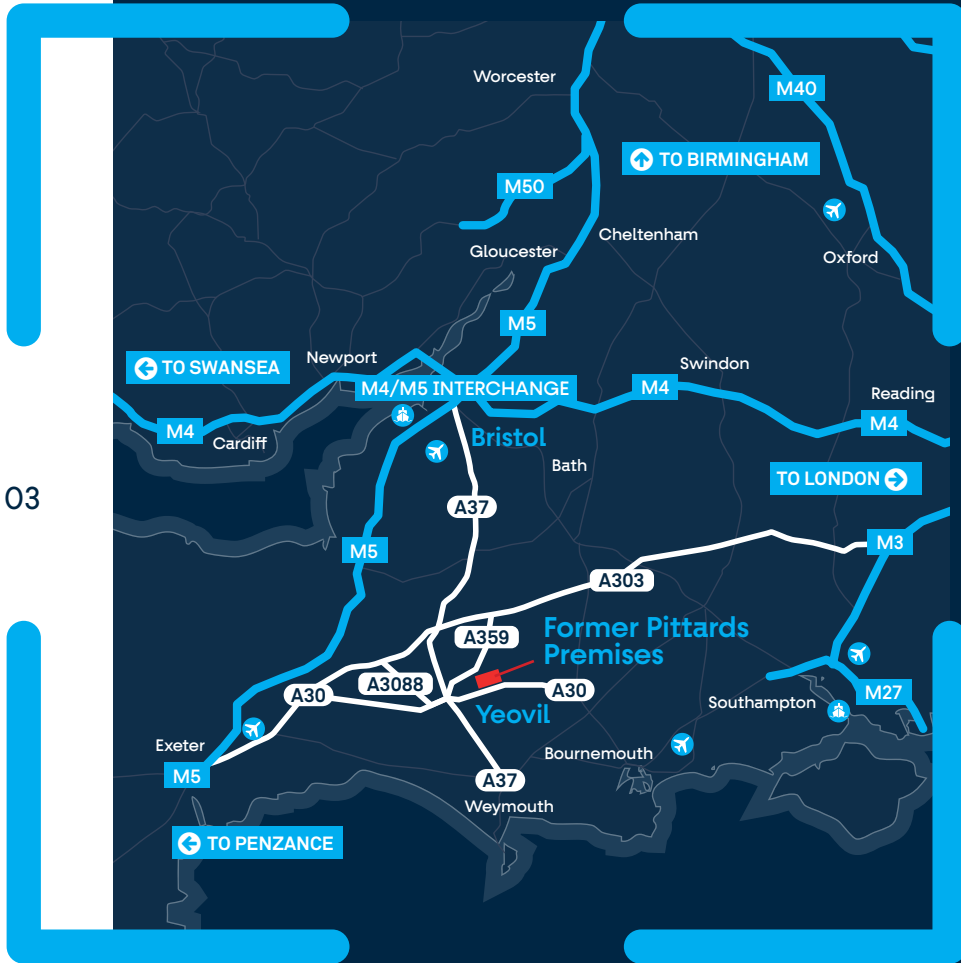 Worcester
M40
TO BIRMINGHAM
M50
Cheltenham
Gloucester
Oxford
M5
Newport
TO SWANSEA
Swindon
M4/M5 INTERCHANGE
M4
Reading
M4
M4
Cardiff
Bristol
Bath
TO LONDON
03
A37
M5
M3
A303
A359
Former Pittards
Premises
A3088
A30
A30
M27
Southampton
Yeovil
Exeter
Bournemouth
M5
A37
Weymouth
TO PENZANCE